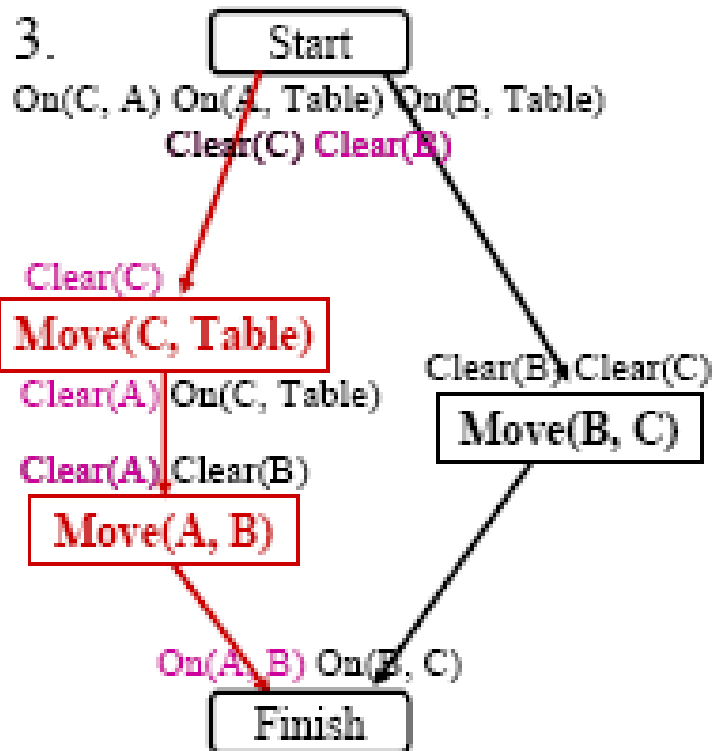 3.
Start
On(C, A) On(A, Table) On(B, Table)
Clear(C) Clear(B)
Clear(C)
Move(C, Table)
Clear(A) On(C, Table)
Clear(B) Clear(C)
Move(B, C)
Clear(A) Clear(B)
Move(A, B)
On(A, B) On(B, C)
Finish